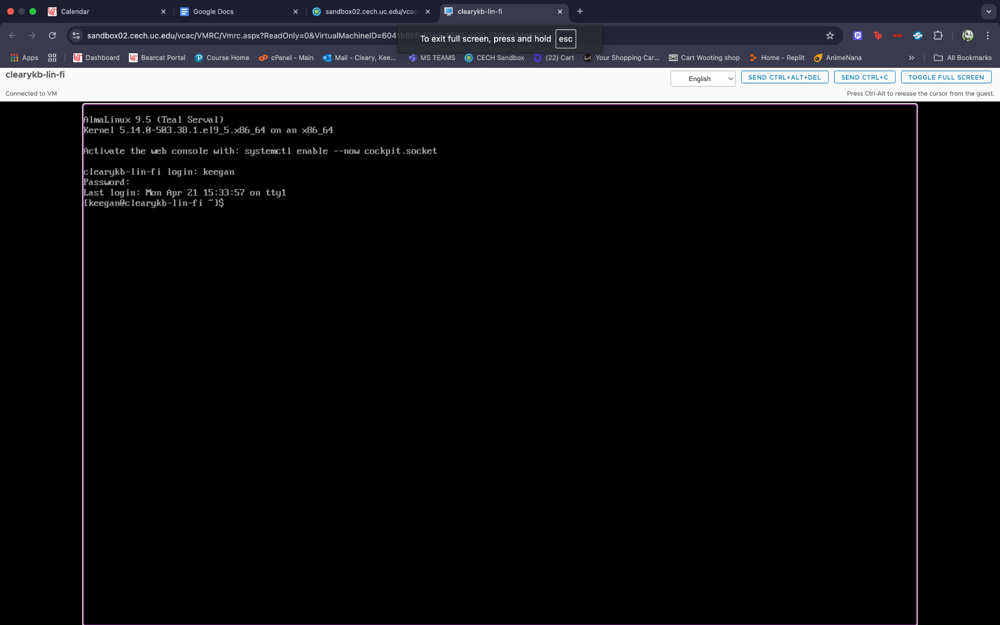 Calendar
Google Docs
sandbox02.cech.uc.edu/vcac
clearykb-lin-fi
sandbox02.cech.uc.edu/vcac/VMRC/Vmrc.aspx?ReadOnly=0&VirtualMachineID=6041b8b5
To exit full screen, press and hold esc
Apps
Dashboard
Bearcat Portal
Course Home
cPanel - Main
Mail - Cleary, Kee...
MS TEAMS
CECH Sandbox
(22) Cart
Your Shopping Car...
Cart Wooting shop
Home - Replit
AnimeNana
All Bookmarks
clearykb-lin-fi
English
SEND CTRL+ALT+DEL
SEND CTRL+C
TOGGLE FULL SCREEN
Connected to VM
Press Ctrl-Alt to release the cursor from the guest.
AlmaLinux 9.5 (Teal Serval)
Kernel 5.14.0-503.38.1.el9_5.x86_64 on an x86_64
Activate the web console with: systemctl enable --now cockpit.socket
clearykb-lin-fi login: keegan
Password:
Last login: Mon Apr 21 15:33:57 on tty1
[keegan@clearykb-lin-fi ~]$